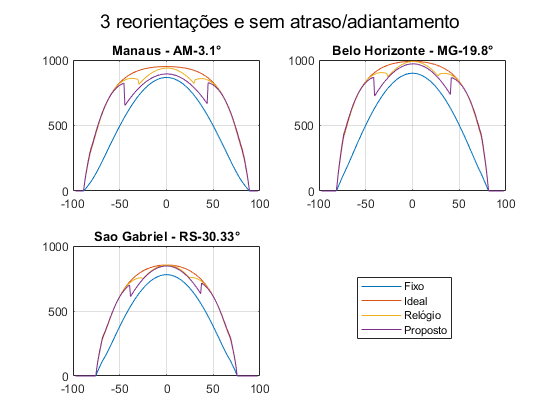 3 reorientações e sem atraso/adiantamento
Manaus - AM-3.1°
1000
500
0
-100 -50 0 50 100
Belo Horizonte - MG-19.8°
1000
500
0
-100 -50 0 50 100
Sao Gabriel - RS-30.33°
1000
500
0
-100 -50 0 50 100
Fixo
Ideal
Relógio
Proposto